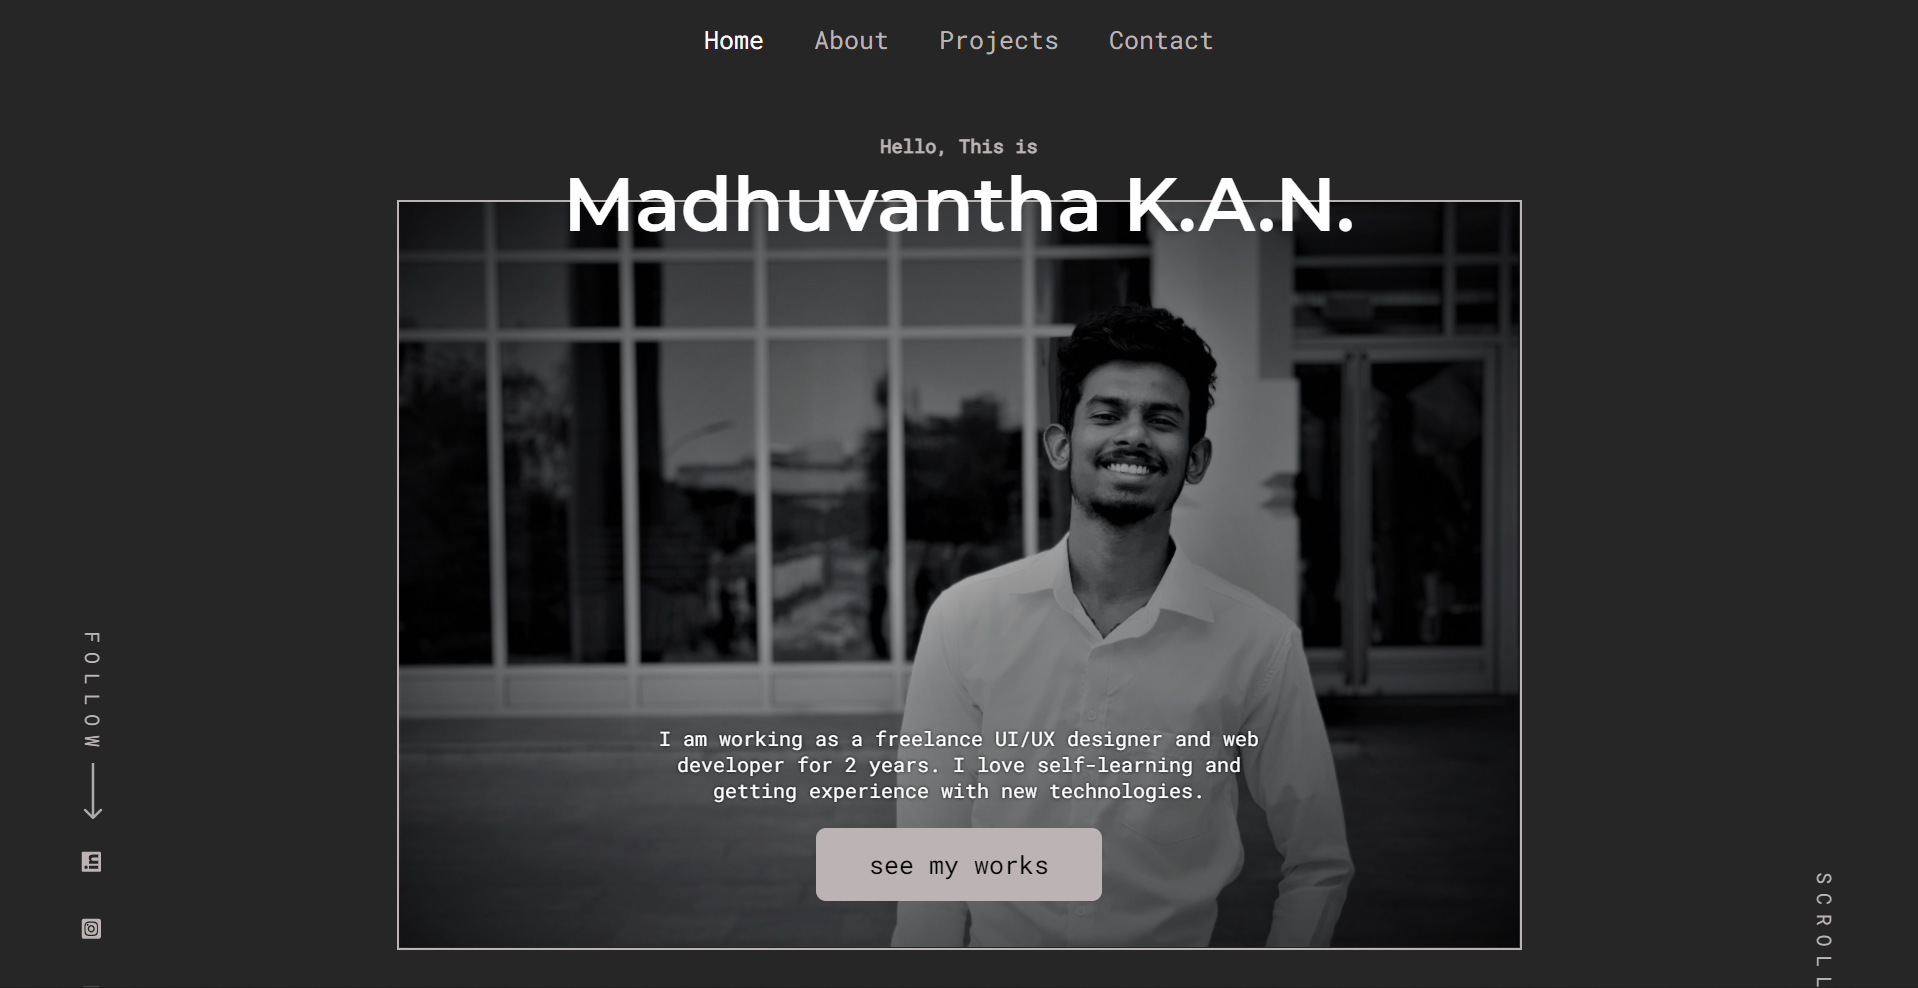 Home About Projects Contact
Hello, This is
Madhuvantha K.A.N.
I am working as a freelance UI/UX designer and web
developer for 2 years. I love self-learning and
getting experience with new technologies.
see my works
FOLLOW
in
SCROLL